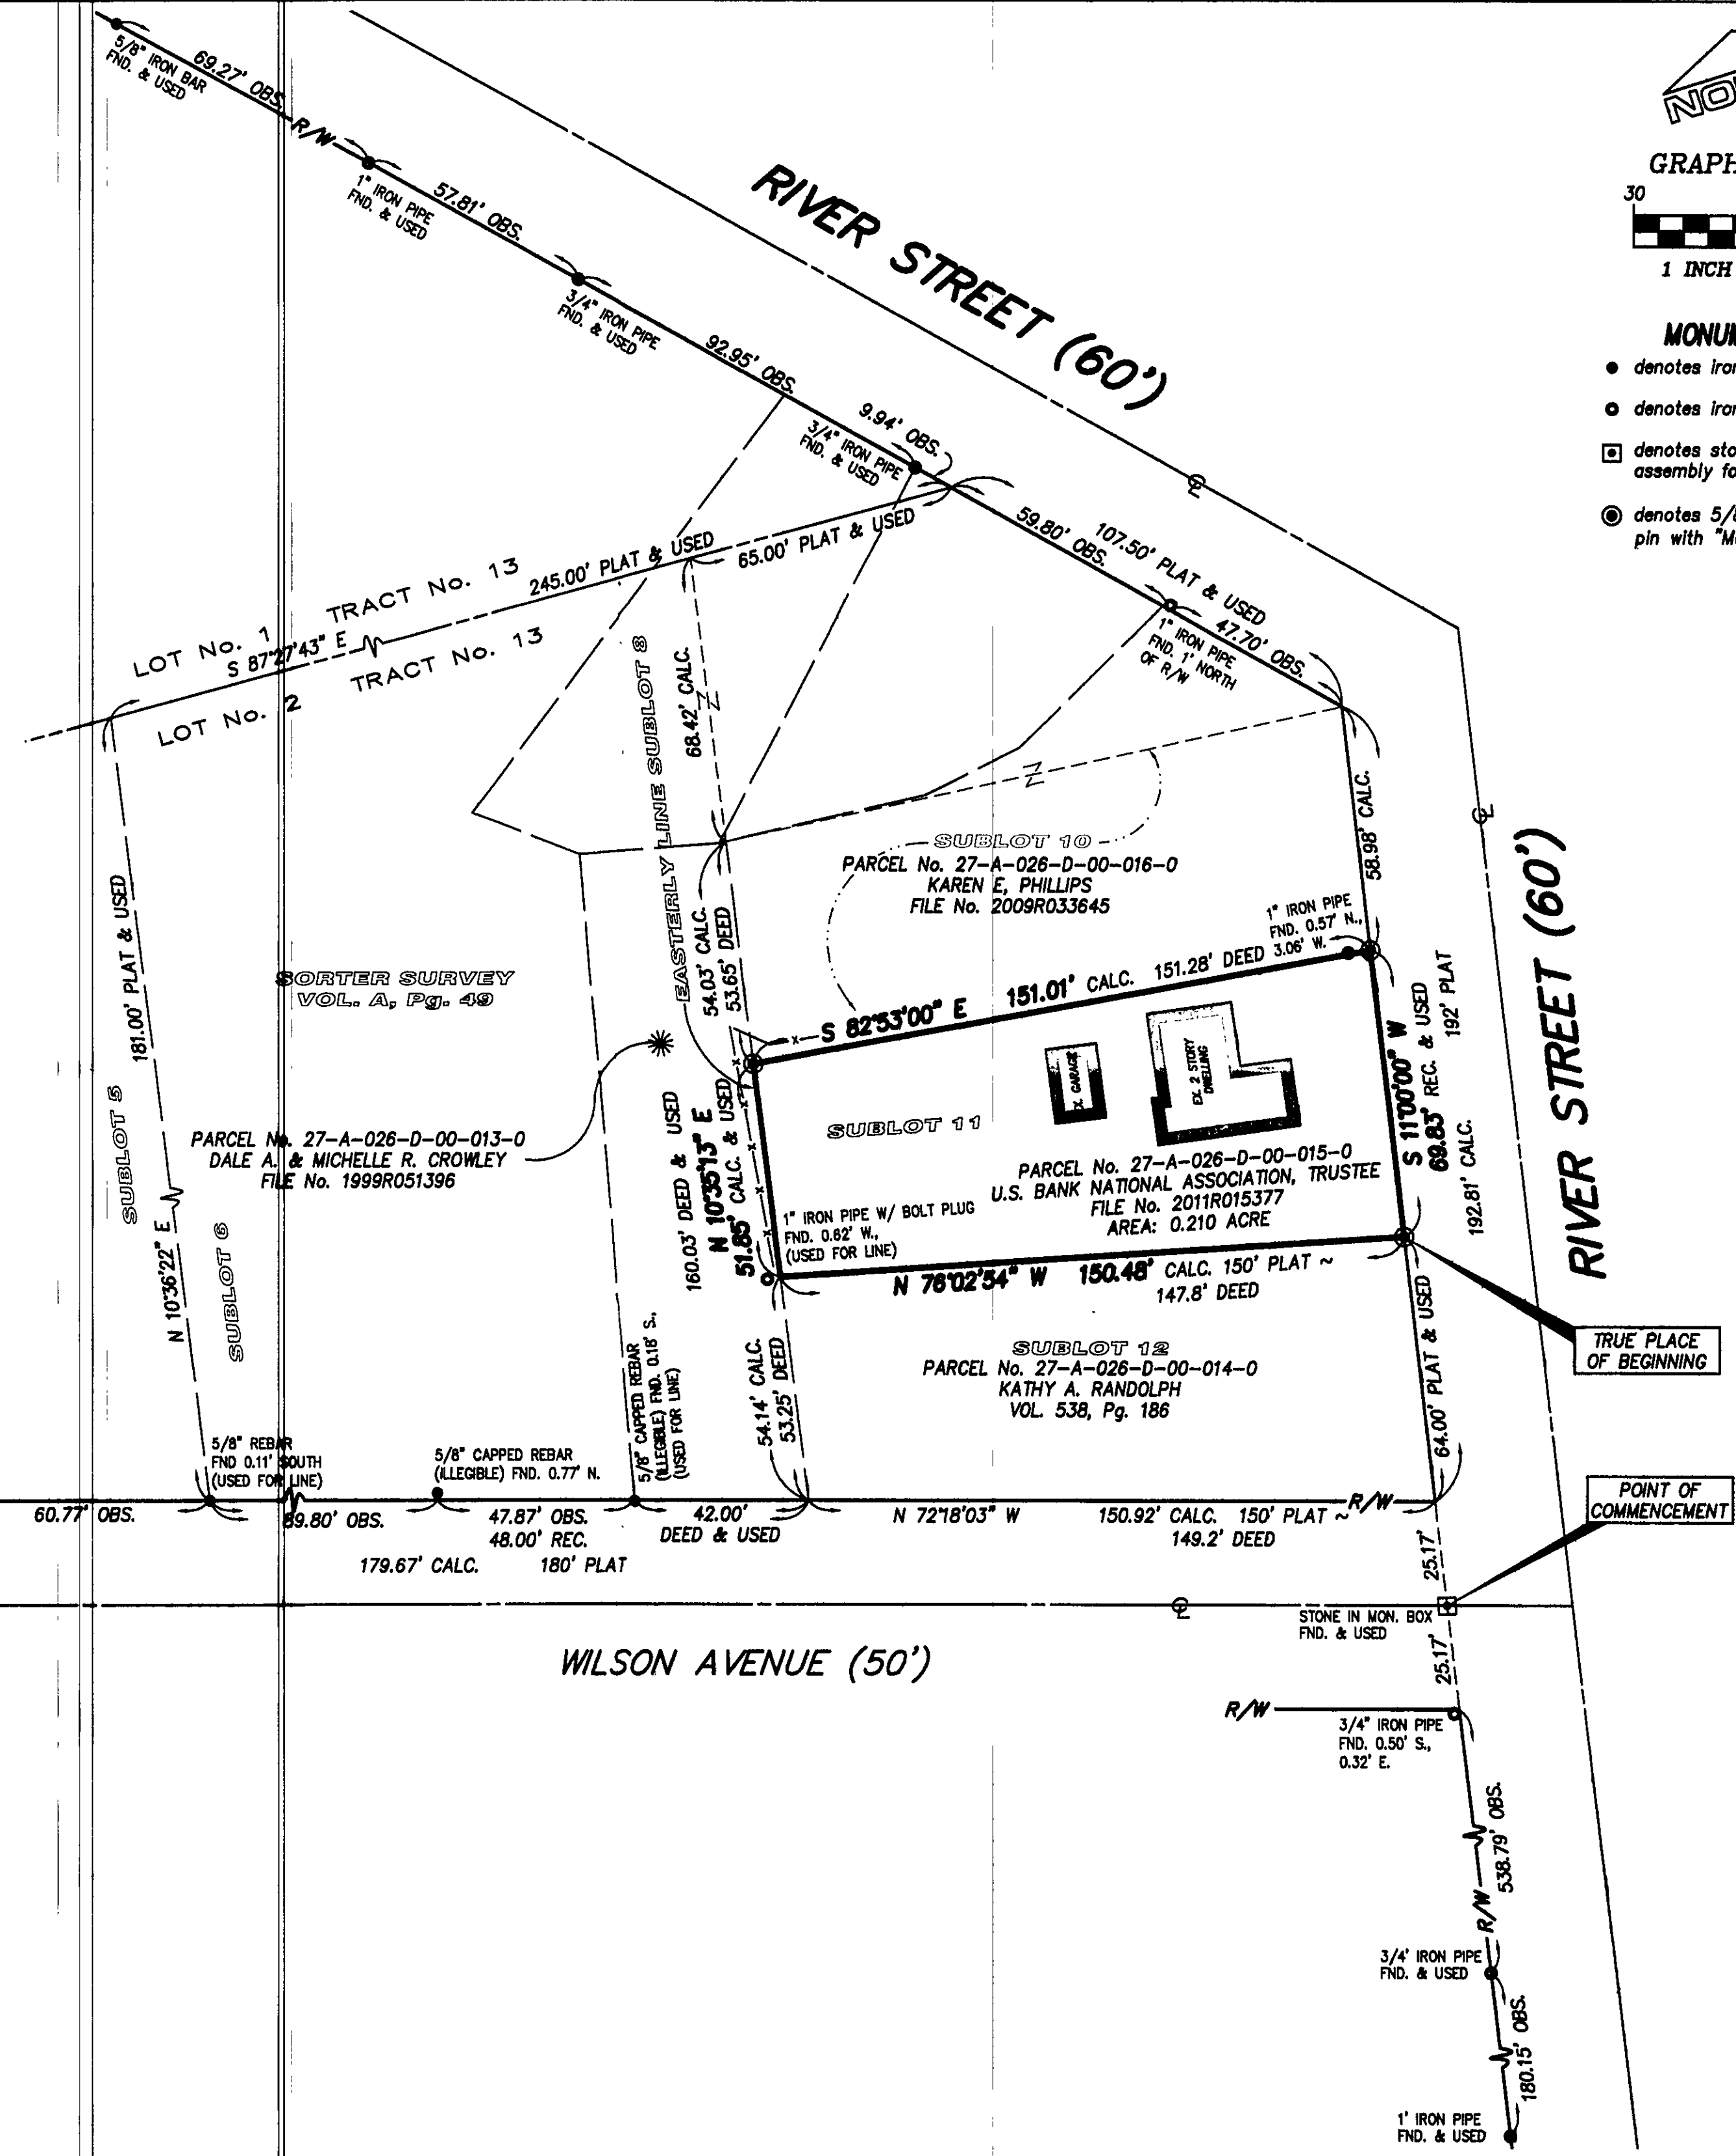 5/8" IRON BAR
FND. & USED
69.27' OBS.
R/W
1" IRON PIPE
FND. & USED
57.81' OBS.
3/4" IRON PIPE
FND. & USED
92.95' OBS.
3/4" IRON PIPE
FND. & USED
9.94' OBS.
RIVER STREET (60')
GRAPH
30
1 INCH
denotes
denotes
denotes
assembly
denotes 5/8
pin with
59.80' OBS.
107.50' PLAT & USED
47.70' OBS.
1" IRON PIPE
FND. 1' NORTH
OF R/W
LOT No. 1
TRACT No. 13
245.00' PLAT & USED
65.00' PLAT & USED
S 87°27'43" E
LOT No. 2
TRACT No. 13
EASTERLY LINE SUBLOT 8
68.42' CALC.
58.98' CALC.
SUBLOT 10
PARCEL No. 27-A-026-D-00-016-0
KAREN E, PHILLIPS
FILE No. 2009R033645
181.00' PLAT & USED
SORTER SURVEY
VOL. A, Pg. 49
54.03' CALC.
53.65' DEED
1" IRON PIPE
FND. 0.57' N.,
3.06' W.
S 82°53'00" E
151.01' CALC.
151.28' DEED
EX. GARAGE
EX. 2 STORY
DWELLING
S 11°00'00" W
69.83' REC. & USED
192' PLAT
192.81' CALC.
RIVER STREET (60')
SUBLOT 5
SUBLOT 6
N 10°36'22" E
PARCEL No. 27-A-026-D-00-013-0
DALE A. & MICHELLE R. CROWLEY
FILE No. 1999R051396
160.03' DEED & USED
N 10°35'13" E
51.85' CALC. & USED
SUBLOT 11
PARCEL No. 27-A-026-D-00-015-0
U.S. BANK NATIONAL ASSOCIATION, TRUSTEE
FILE No. 2011R015377
AREA: 0.210 ACRE
1" IRON PIPE W/ BOLT PLUG
FND. 0.62' W.,
(USED FOR LINE)
N 76°02'54" W
150.48' CALC. 150' PLAT ~
147.8' DEED
TRUE PLACE
OF BEGINNING
SUBLOT 12
PARCEL No. 27-A-026-D-00-014-0
KATHY A. RANDOLPH
VOL. 538, Pg. 186
54.14' CALC.
53.25' DEED
64.00' PLAT & USED
5/8" REBAR
FND 0.11' SOUTH
(USED FOR LINE)
5/8" CAPPED REBAR
(ILLEGIBLE) FND. 0.77' N.
5/8" CAPPED REBAR
(ILLEGIBLE) FND. 0.18' S.,
(USED FOR LINE)
POINT OF
COMMENCEMENT
60.77' OBS.
89.80' OBS.
47.87' OBS.
48.00' REC.
42.00'
DEED & USED
N 72°18'03" W
150.92' CALC. 150' PLAT ~
149.2' DEED
R/W
179.67' CALC.
180' PLAT
25.17'
STONE IN MON. BOX
FND. & USED
25.17'
WILSON AVENUE (50')
R/W
3/4" IRON PIPE
FND. 0.50' S.,
0.32' E.
538.79' OBS.
R/W
3/4' IRON PIPE
FND. & USED
180.15' OBS.
1' IRON PIPE
FND. & USED